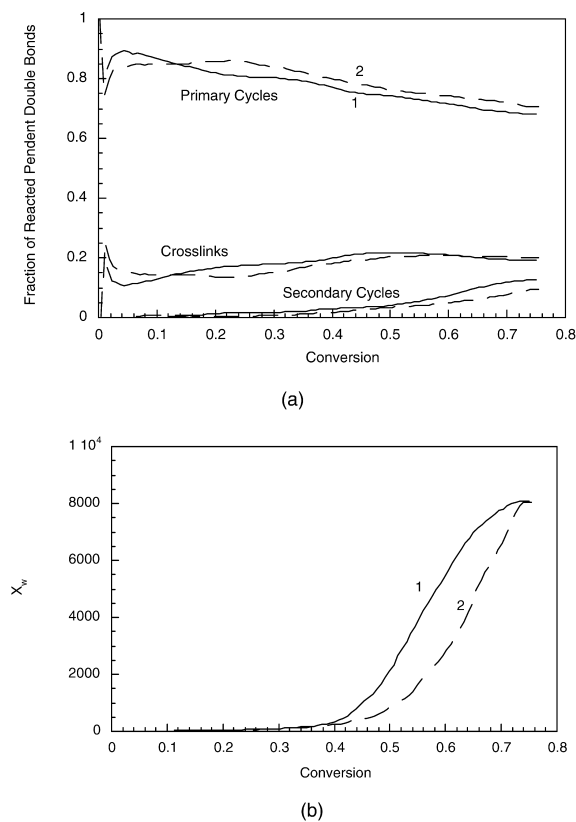 1
0.8
0.6
0.4
0.2
0
Fraction of Reacted Pendent Double Bonds
2
Primary Cycles
1
Crosslinks
Secondary Cycles
0 0.1 0.2 0.3 0.4 0.5 0.6 0.7 0.8
Conversion
(a)
1 10^4
8000
6000
4000
2000
0
X_w
1
2
0 0.1 0.2 0.3 0.4 0.5 0.6 0.7 0.8
Conversion
(b)